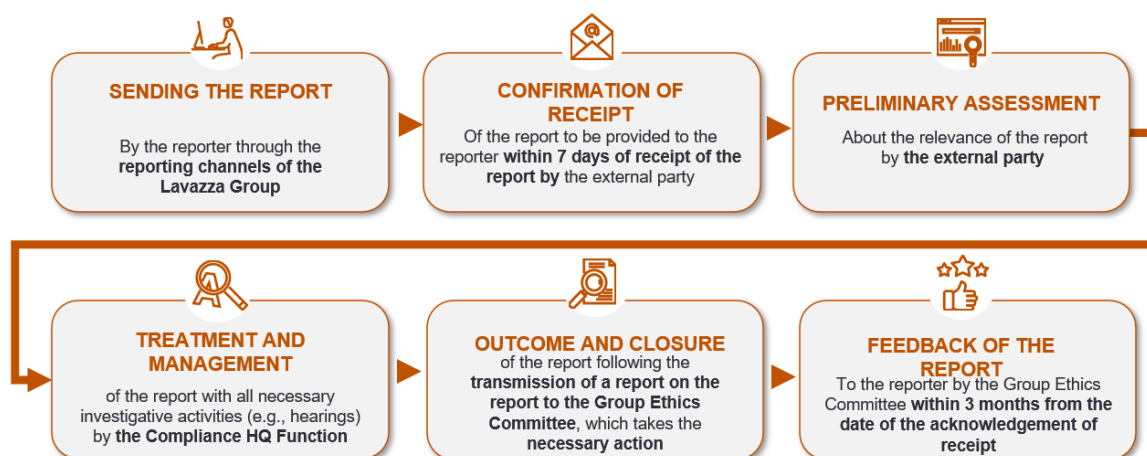 SENDING THE REPORT
By the reporter through the
reporting channels of the
Lavazza Group
CONFIRMATION OF
RECEIPT
Of the report to be provided to the
reporter within 7 days of receipt of the
report by the external party
PRELIMINARY ASSESSMENT
About the relevance of the report
by the external party
TREATMENT AND
MANAGEMENT
of the report with all necessary
investigative activities (e.g., hearings)
by the Compliance HQ Function
OUTCOME AND CLOSURE
of the report following the
transmission of a report on the
report to the Group Ethics
Committee, which takes the
necessary action
FEEDBACK OF THE
REPORT
To the reporter by the Group Ethics
Committee within 3 months from the
date of the acknowledgement of
receipt